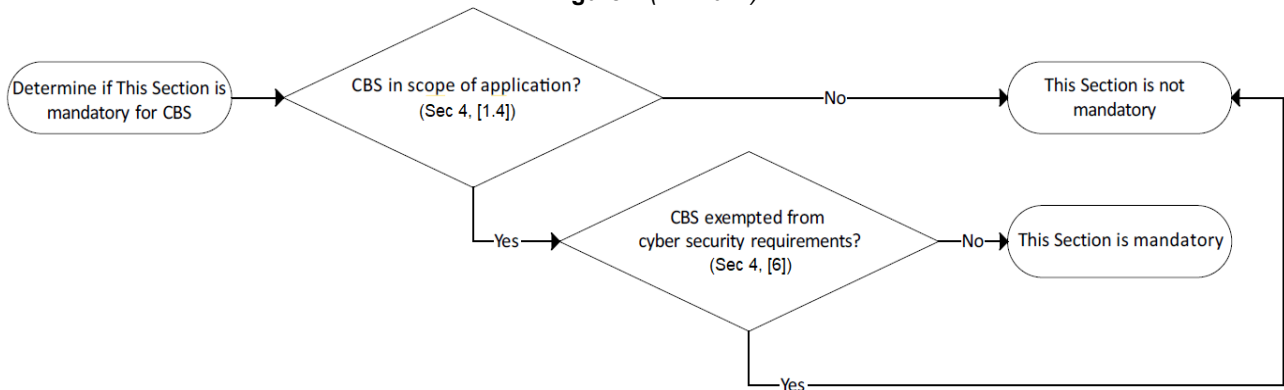 Determine if This Section is
mandatory for CBS
CBS in scope of application?
(Sec 4, [1.4])
No
This Section is not
mandatory
Yes
CBS exempted from
cyber security requirements?
(Sec 4, [6])
No
This Section is mandatory
Yes